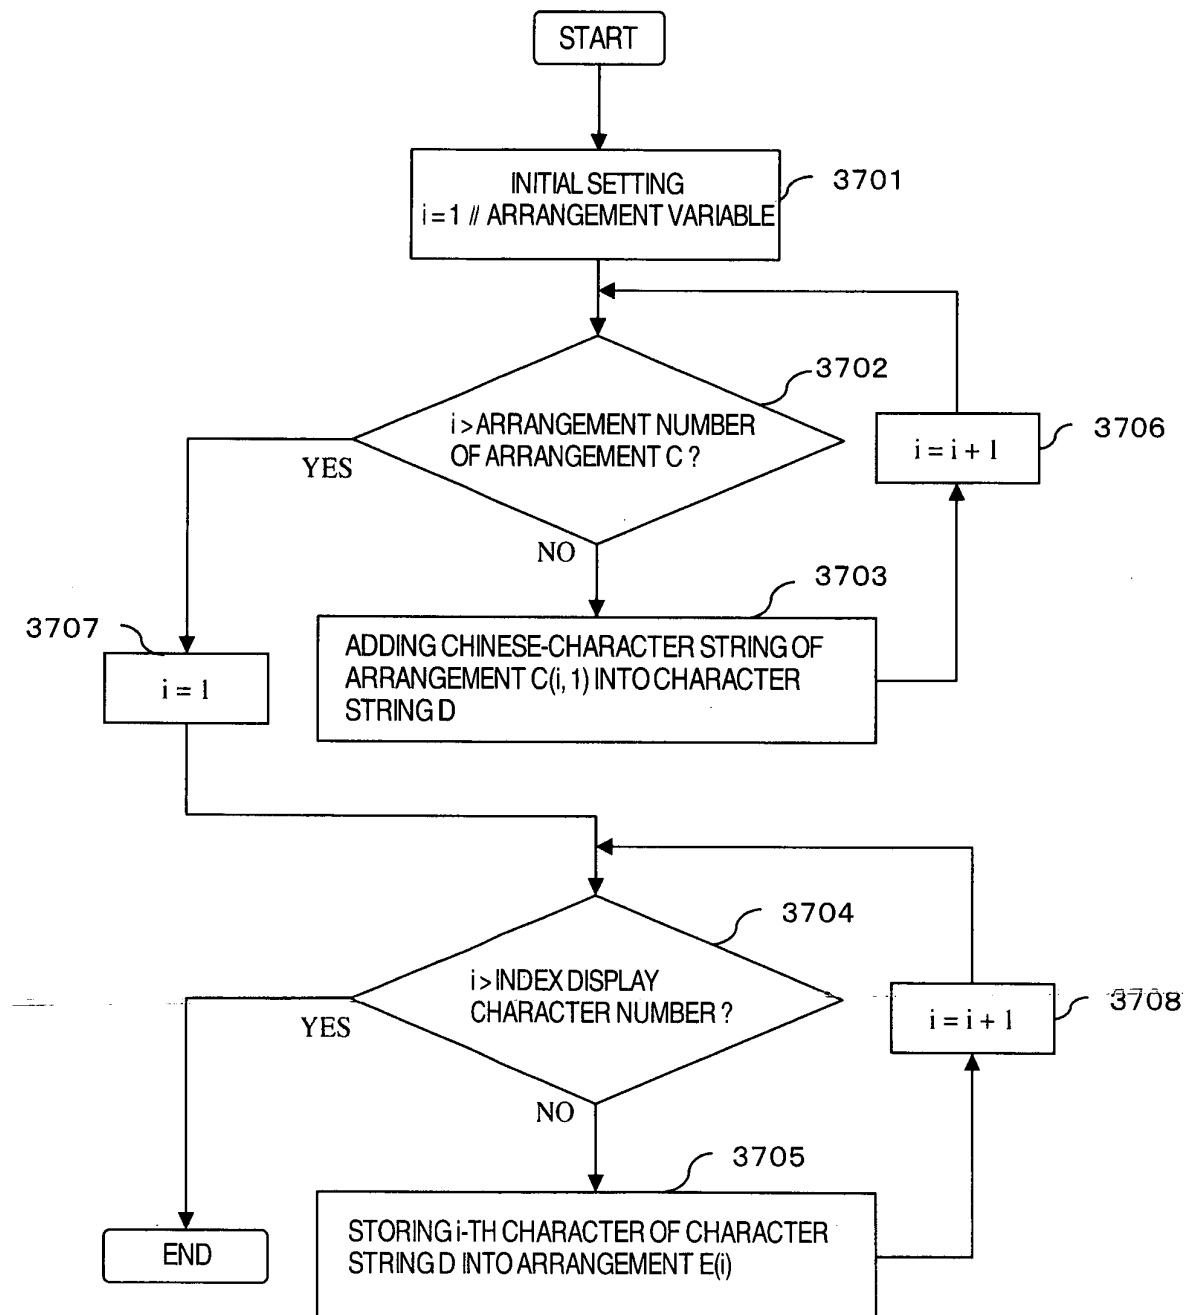 START
INITIAL SETTING
i = 1 // ARRANGEMENT VARIABLE
3701
3702
i > ARRANGEMENT NUMBER
OF ARRANGEMENT C ?
YES
NO
i = i + 1
3706
3703
ADDING CHINESE-CHARACTER STRING OF
ARRANGEMENT C(i, 1) INTO CHARACTER
STRING D
3707
i = 1
3704
i > INDEX DISPLAY
CHARACTER NUMBER ?
YES
NO
i = i + 1
3708
3705
STORING i-TH CHARACTER OF CHARACTER
STRING D INTO ARRANGEMENT E(i)
END